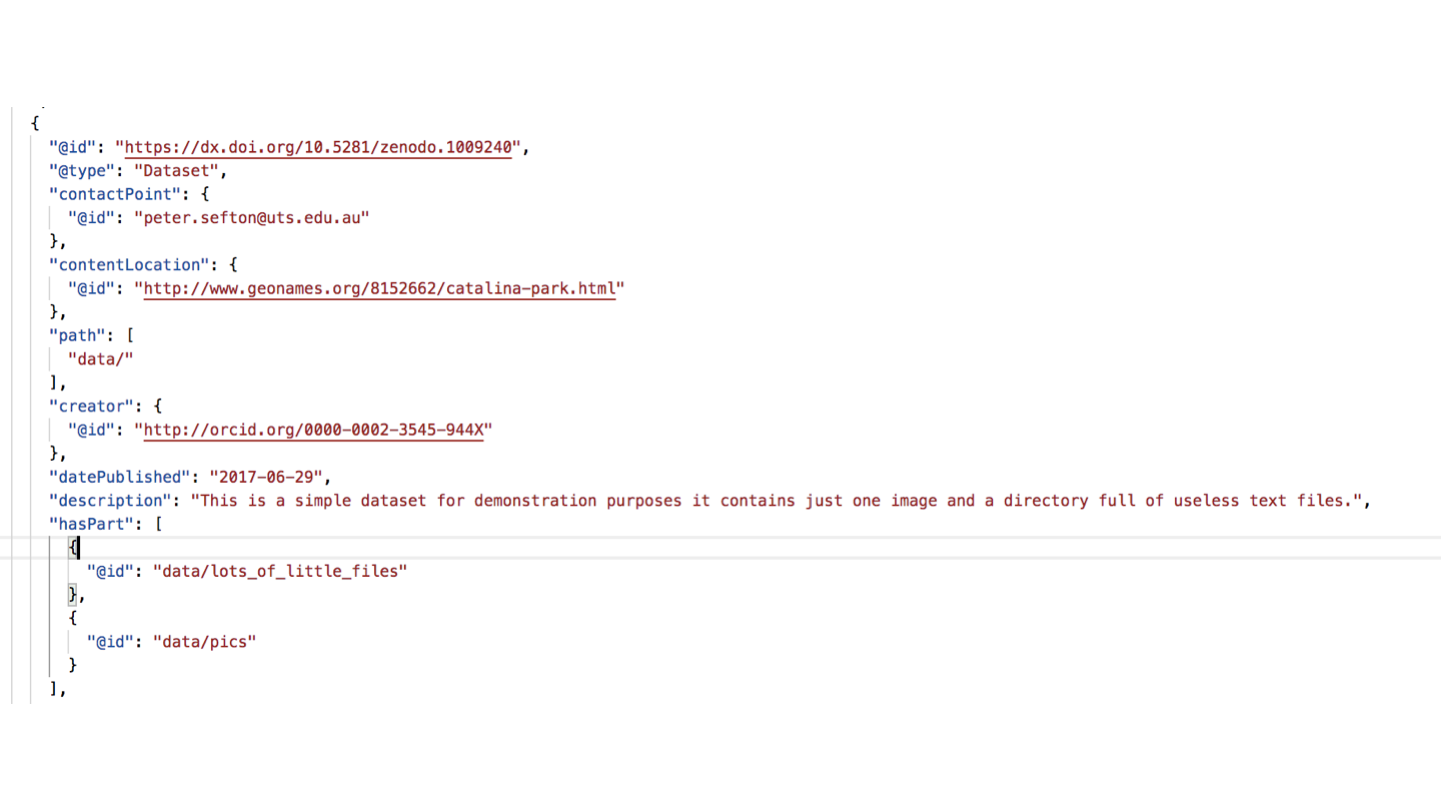 {
"@id": "https://dx.doi.org/10.5281/zenodo.1009240",
"@type": "Dataset",
"contactPoint": {
"@id": "peter.sefton@uts.edu.au"
},
"contentLocation": {
"@id": "http://www.geonames.org/8152662/catalina-park.html"
},
"path": [
"data/"
],
"creator": {
"@id": "http://orcid.org/0000-0002-3545-944X"
},
"datePublished": "2017-06-29",
"description": "This is a simple dataset for demonstration purposes it contains just one image and a directory full of useless text files.",
"hasPart": [
{
"@id": "data/lots_of_little_files"
},
{
"@id": "data/pics"
}
],